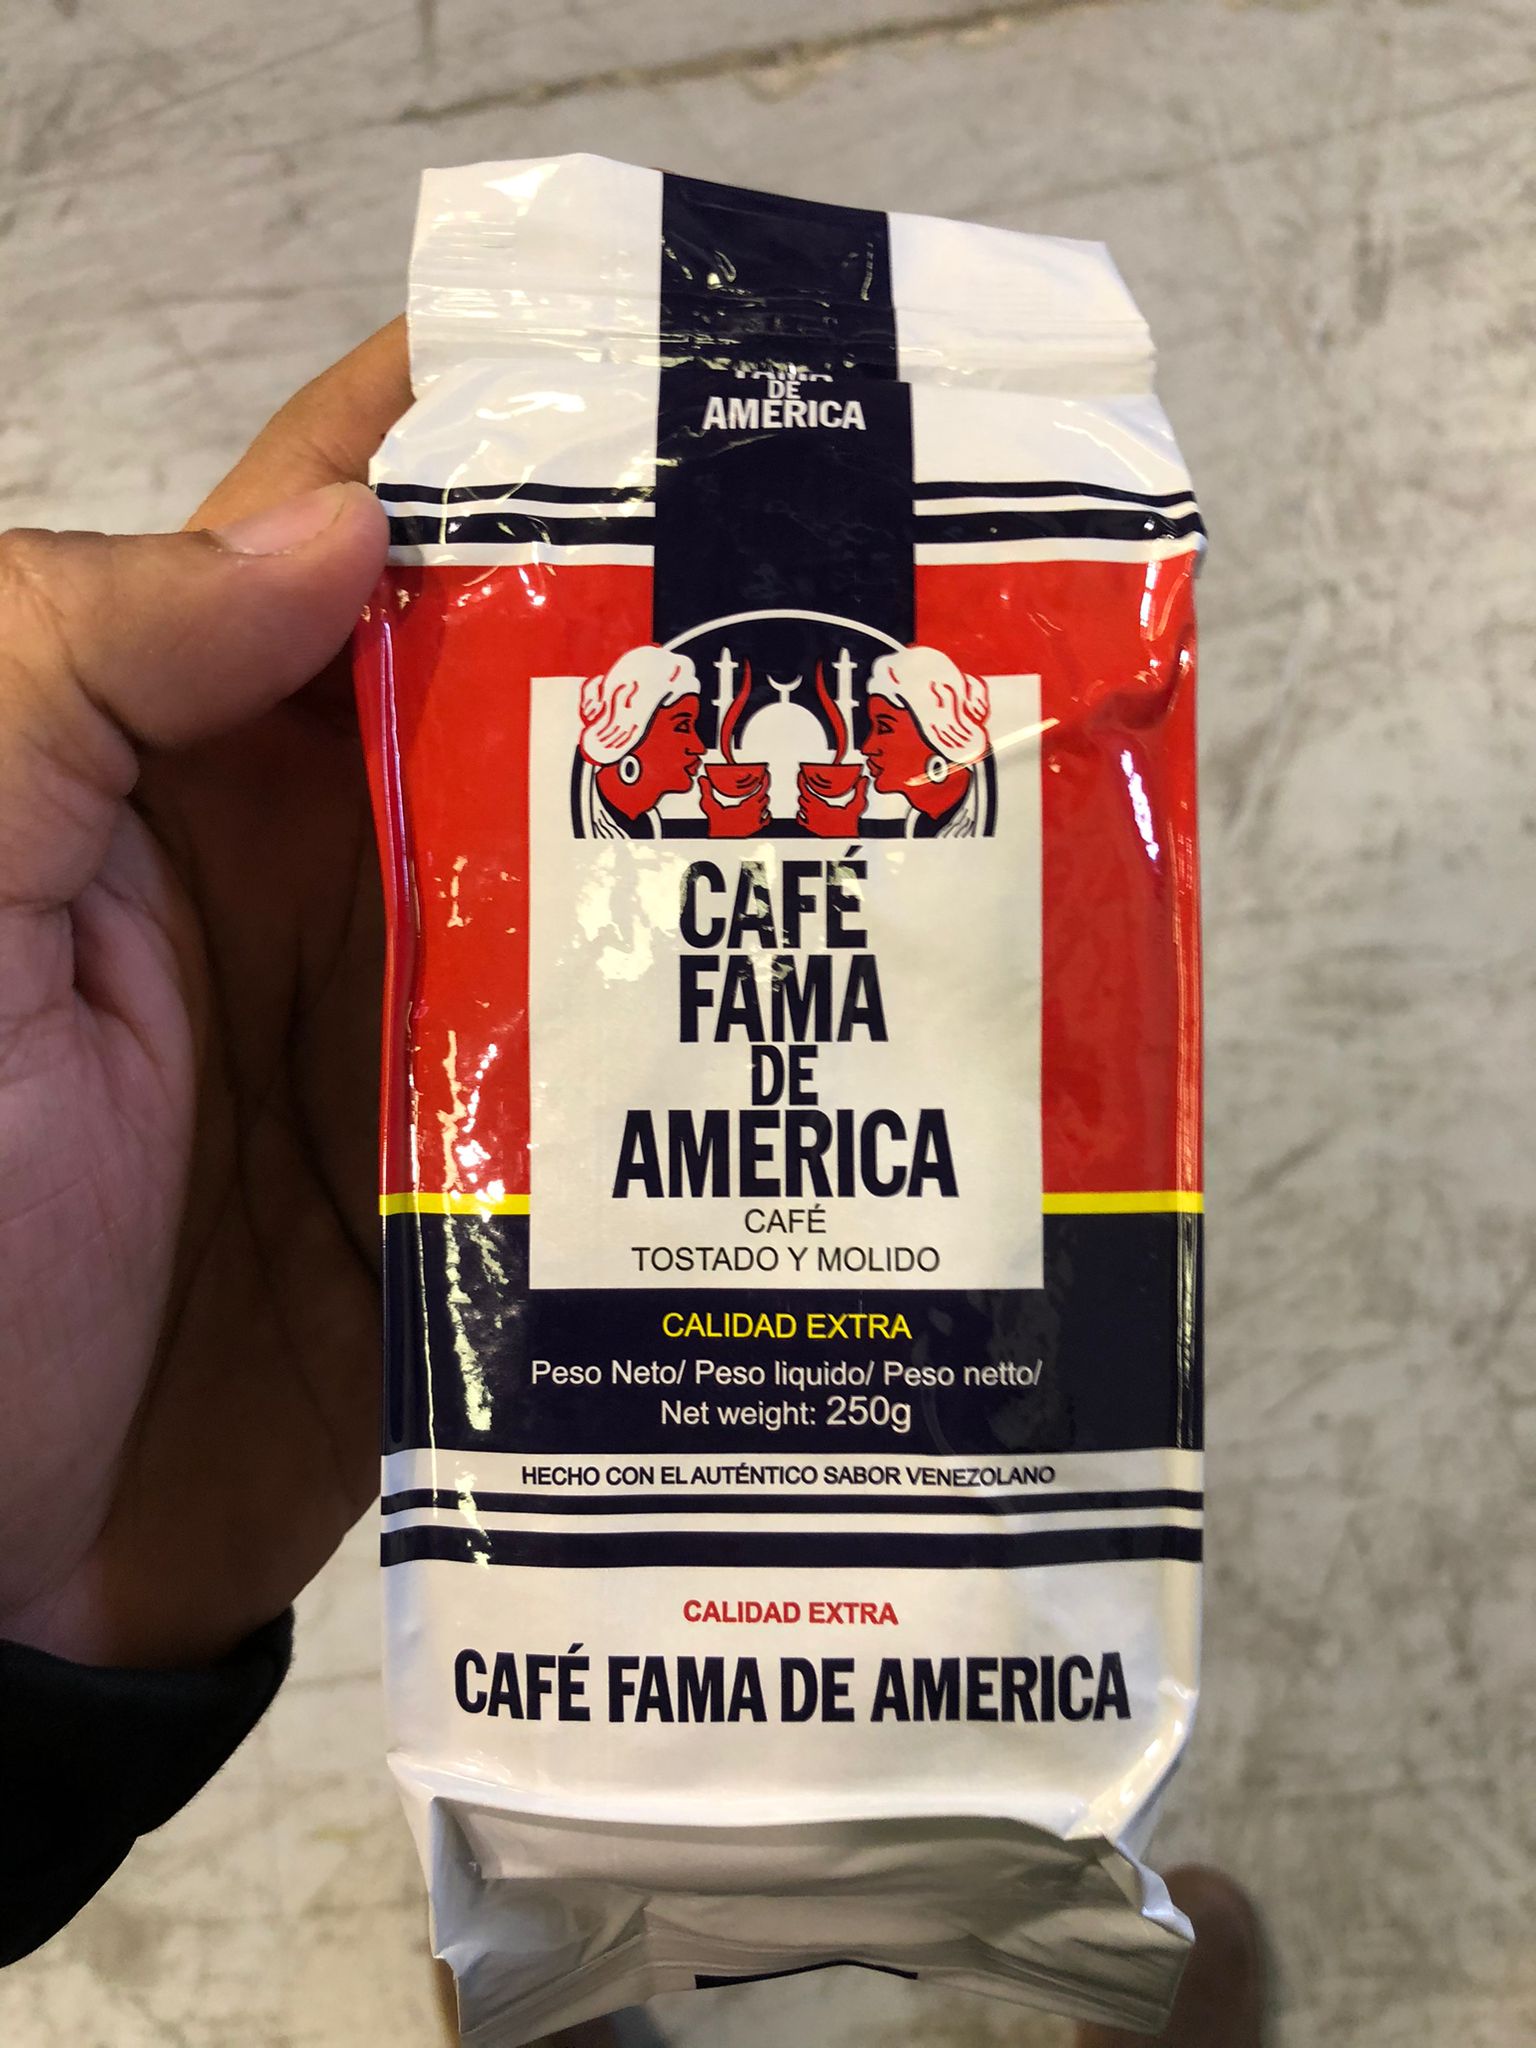 DE
AMERICA
CAFÉ
FAMA
DE
AMERICA
CAFÉ
TOSTADO Y MOLIDO
CALIDAD EXTRA
Peso Neto/ Peso liquido/ Peso netto/
Net weight: 250g
HECHO CON EL AUTÉNTICO SABOR VENEZOLANO
CALIDAD EXTRA
CAFÉ FAMA DE AMERICA